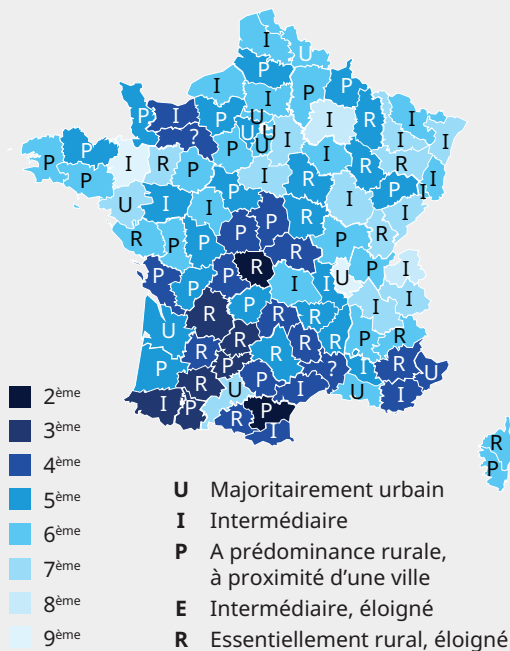 I
U
P
I P P
I
P I P U I R I
? U U I I I
P P U I
P I R P R R
P I R I
P P I
U I I I I
P R
R P P P P R
R
P P R U P I
P I I
P I I
R R R
U R R R P R
R R
P P ? I R U
R U P I U I
I P P
R I
R
P
2ème
3ème
4ème
5ème
6ème
7ème
8ème
9ème
U Majoritairement urbain
I Intermédiaire
P A prédominance rurale,
à proximité d’une ville
E Intermédiaire, éloigné
R Essentiellement rural, éloigné